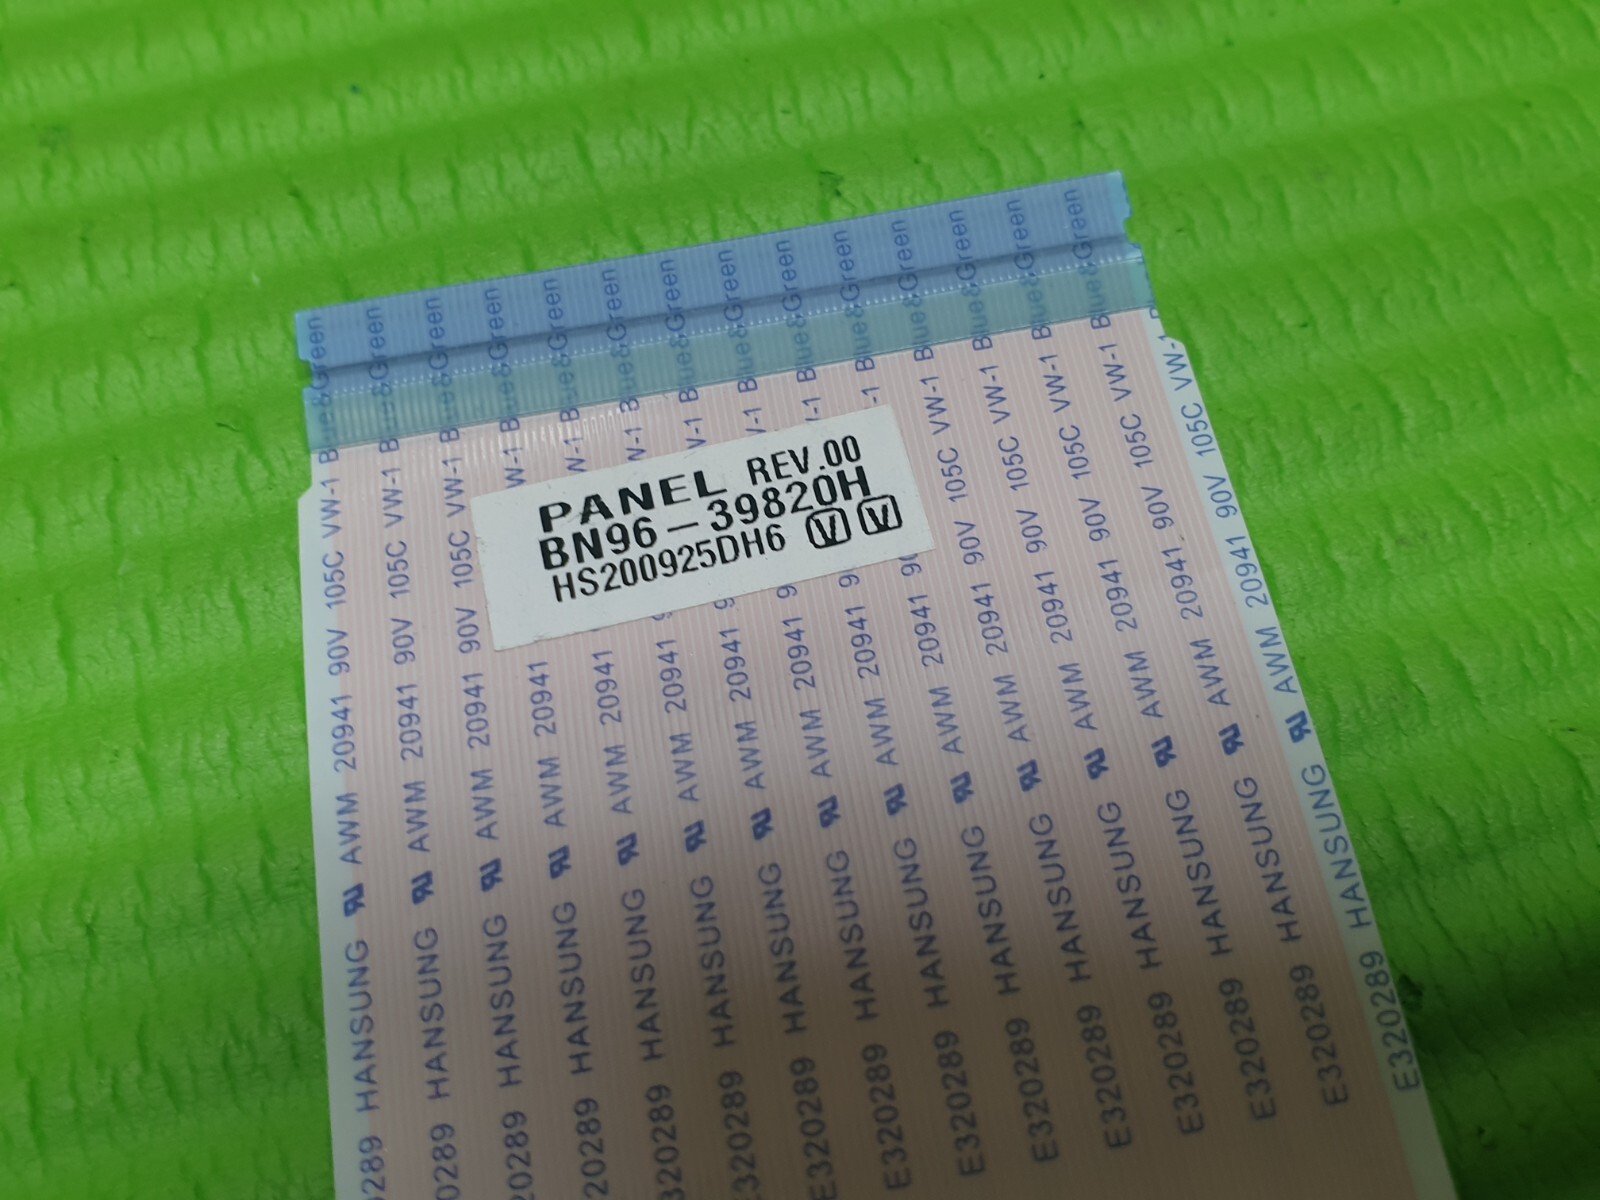 PANEL REV.00
BN96-39820H
HS200925DH6 V V
E320289 HANSUNG AWM 20941 90V 105C VW-1 Blue&Green